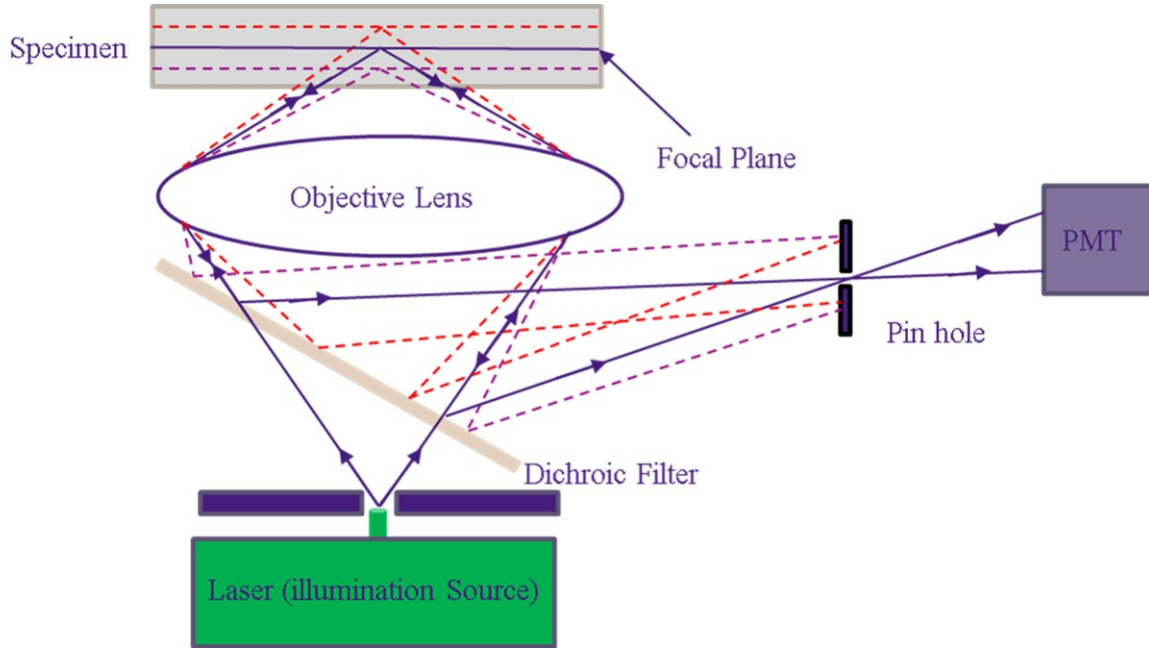 Specimen
Focal Plane
Objective Lens
PMT
Pin hole
Dichroic Filter
Laser (illumination Source)